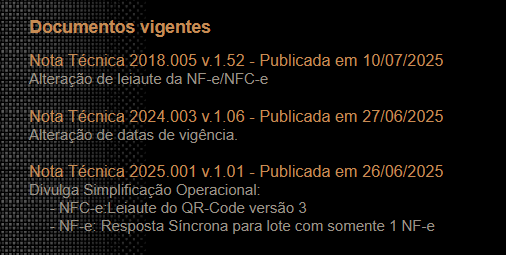 Documentos vigentes
Nota Técnica 2018.005 v.1.52 - Publicada em 10/07/2025
Alteração de leiaute da NF-e/NFC-e
Nota Técnica 2024.003 v.1.06 - Publicada em 27/06/2025
Alteração de datas de vigência.
Nota Técnica 2025.001 v.1.01 - Publicada em 26/06/2025
Divulga Simplificação Operacional:
- NFC-e:Leiaute do QR-Code versão 3
- NF-e: Resposta Síncrona para lote com somente 1 NF-e